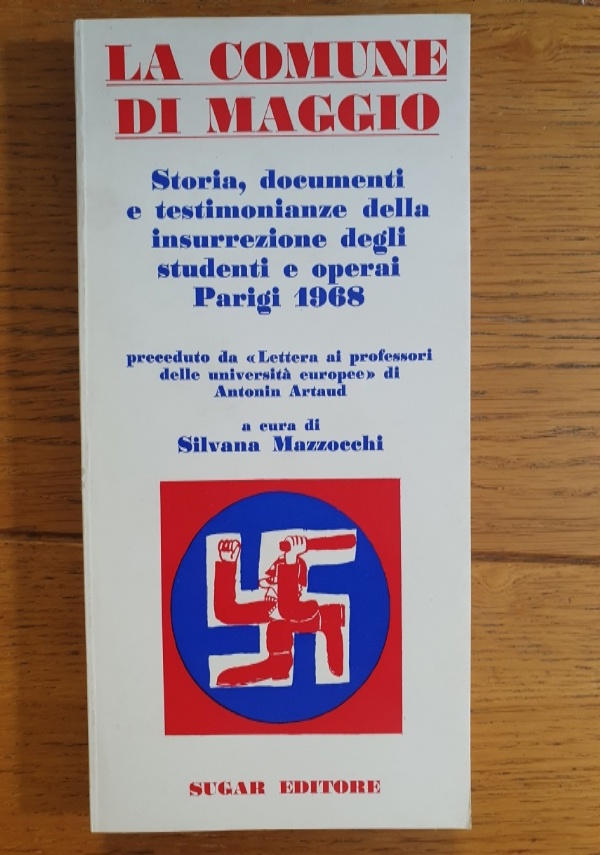 LA COMUNE
DI MAGGIO
Storia, documenti
e testimonianze della
insurrezione degli
studenti e operai
Parigi 1968
preceduto da «Lettera ai professori
delle università europee» di
Antonin Artaud
a cura di
Silvana Mazzocchi
SUGAR EDITORE